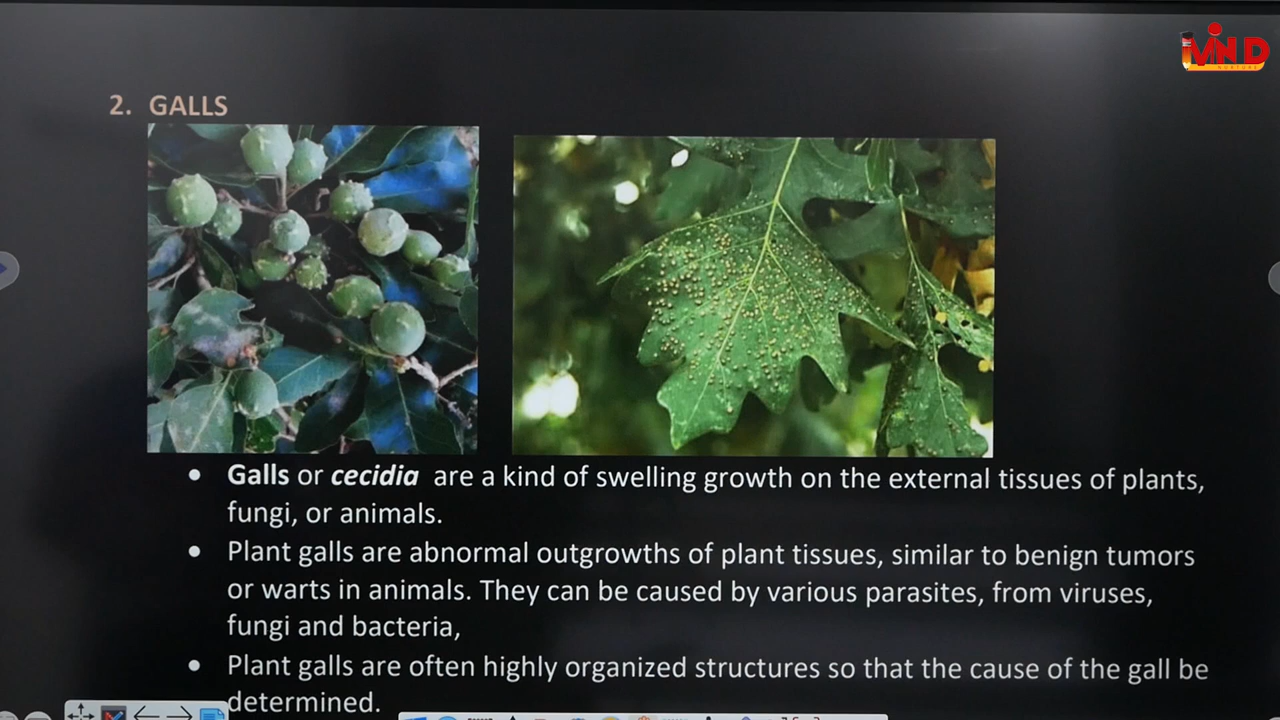 MIND
NURTURE
2. GALLS
• Galls or cecidia are a kind of swelling growth on the external tissues of plants,
fungi, or animals.
• Plant galls are abnormal outgrowths of plant tissues, similar to benign tumors
or warts in animals. They can be caused by various parasites, from viruses,
fungi and bacteria,
• Plant galls are often highly organized structures so that the cause of the gall be
determined.